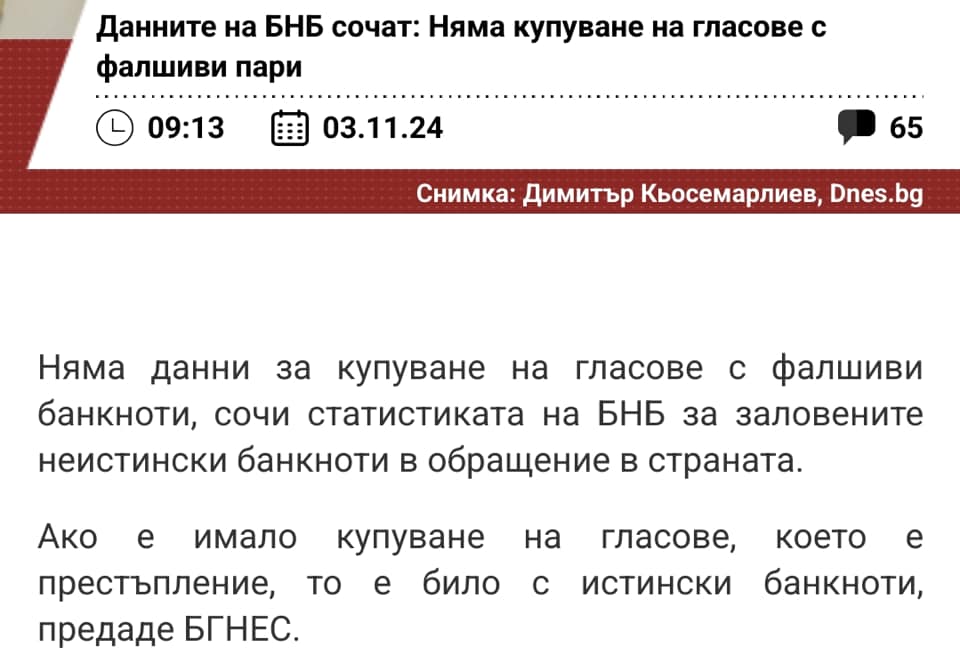 Данните на БНБ сочат: Няма купуване на гласове с
фалшиви пари
09:13 03.11.24 65
Снимка: Димитър Кьосемарлиев, Dnes.bg
Няма данни за купуване на гласове с фалшиви
банкноти, сочи статистиката на БНБ за заловените
неистински банкноти в обращение в страната.
Ако е имало купуване на гласове, което е
престъпление, то е било с истински банкноти,
предаде БГНЕС.